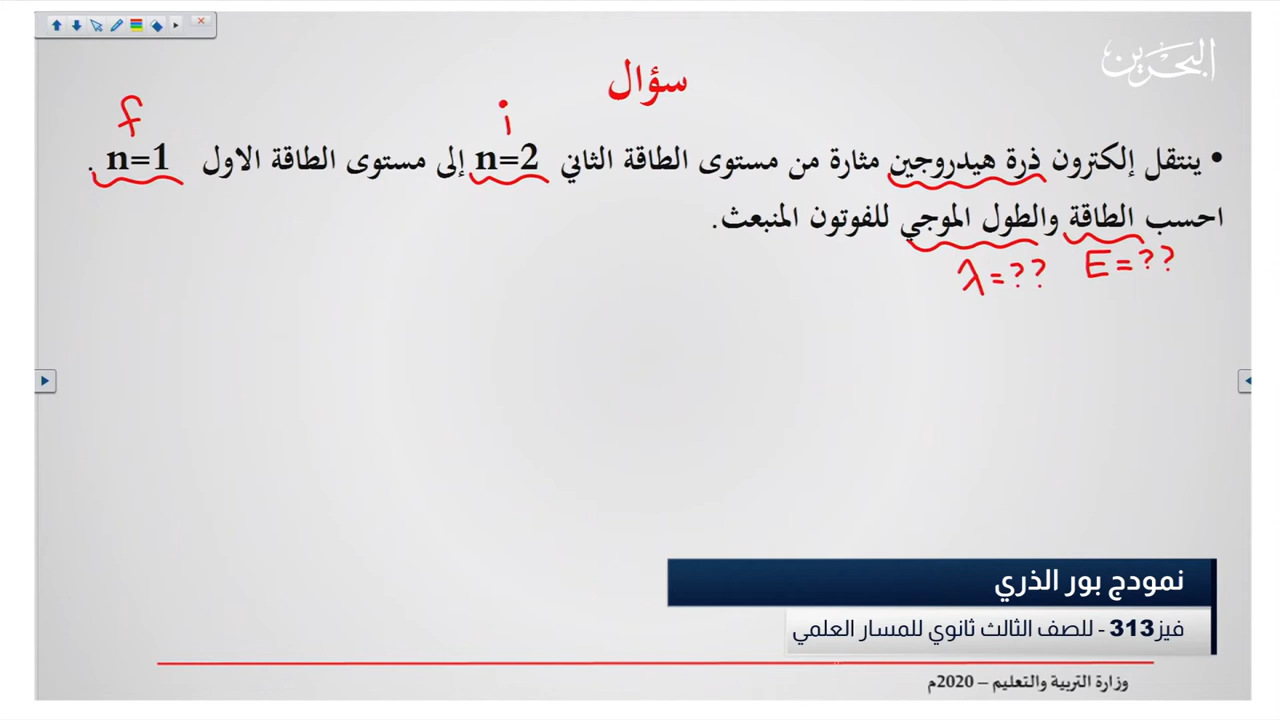 البحرين
سؤال
f
i
• ينتقل إلكترون ذرة هيدروجين مثارة من مستوى الطاقة الثاني n=2 إلى مستوى الطاقة الاول n=1 .
احسب الطاقة والطول الموجي للفوتون المنبعث.
E=??
λ=??
نمودج بور الذري
فيز313 - للصف الثالث ثانوي للمسار العلمي
وزارة التربية والتعليم – 2020م